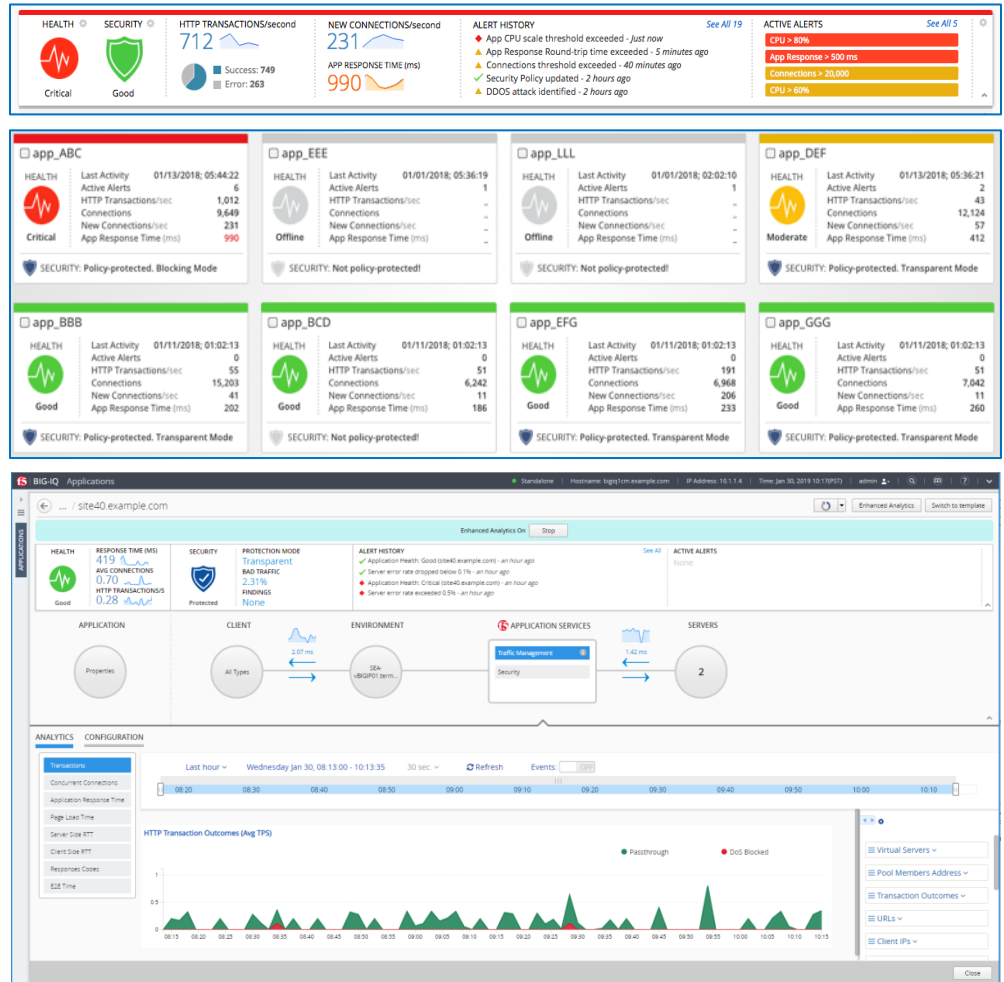 HEALTH SECURITY HTTP TRANSACTIONS/second NEW CONNECTIONS/second ALERT HISTORY See All 19 ACTIVE ALERTS See All 5
712 231 App CPU scale threshold exceeded - Just now CPU > 80%
App Response Round-trip time exceeded - 5 minutes ago App Response > 500 ms
Success: 749 APP RESPONSE TIME (ms) Connections threshold exceeded - 40 minutes ago Connections > 20,000
Error: 263 990 Security Policy updated - 2 hours ago CPU > 60%
Critical Good DDOS attack identified - 2 hours ago
app_ABC
HEALTH Last Activity 01/13/2018; 05:44:22
Active Alerts 6
HTTP Transactions/sec 1,012
Connections 9,649
New Connections/sec 231
Critical App Response Time (ms) 990
SECURITY: Policy-protected. Blocking Mode
app_EEE
HEALTH Last Activity 01/01/2018; 05:36:19
Active Alerts 1
HTTP Transactions/sec -
Connections -
New Connections/sec -
Offline App Response Time (ms) -
SECURITY: Not policy-protected!
app_LLL
HEALTH Last Activity 01/01/2018; 02:02:10
Active Alerts 1
HTTP Transactions/sec -
Connections -
New Connections/sec -
Offline App Response Time (ms) -
SECURITY: Not policy-protected!
app_DEF
HEALTH Last Activity 01/13/2018; 05:36:21
Active Alerts 2
HTTP Transactions/sec 43
Connections 12,124
New Connections/sec 57
Moderate App Response Time (ms) 412
SECURITY: Policy-protected. Transparent Mode
app_BBB
HEALTH Last Activity 01/11/2018; 01:02:13
Active Alerts 0
HTTP Transactions/sec 55
Connections 15,203
New Connections/sec 41
Good App Response Time (ms) 202
SECURITY: Policy-protected. Transparent Mode
app_BCD
HEALTH Last Activity 01/11/2018; 01:02:13
Active Alerts 0
HTTP Transactions/sec 51
Connections 6,242
New Connections/sec 11
Good App Response Time (ms) 186
SECURITY: Not policy-protected!
app_EFG
HEALTH Last Activity 01/11/2018; 01:02:13
Active Alerts 0
HTTP Transactions/sec 191
Connections 6,968
New Connections/sec 206
Good App Response Time (ms) 233
SECURITY: Policy-protected. Transparent Mode
app_GGG
HEALTH Last Activity 01/11/2018; 01:02:13
Active Alerts 0
HTTP Transactions/sec 51
Connections 7,042
New Connections/sec 11
Good App Response Time (ms) 260
SECURITY: Policy-protected. Transparent Mode
f5 BIG-IQ Applications Standalone Hostname: bigiq1cm.example.com IP Address: 10.1.1.4 Time: Jan 30, 2019 10:17(PST) admin
... / site40.example.com Enhanced Analytics Switch to template
APPLICATIONS
Enhanced Analytics On Stop
HEALTH RESPONSE TIME (MS) SECURITY PROTECTION MODE ALERT HISTORY See All ACTIVE ALERTS
419 Transparent Application Health: Good (site40.example.com) - an hour ago None
AVG CONNECTIONS BAD TRAFFIC Server error rate dropped below 0.1% - an hour ago
0.70 2.31% Application Health: Critical (site40.example.com) - an hour ago
HTTP TRANSACTIONS/S FINDINGS Server error rate exceeded 0.5% - an hour ago
Good 0.28 Protected None
APPLICATION CLIENT ENVIRONMENT f5 APPLICATION SERVICES SERVERS
2.07 ms Traffic Management 1.42 ms
Properties All Types SEA-vBIGIP01.term... Security 2
ANALYTICS CONFIGURATION
Transactions
Concurrent Connections
Application Response Time
Page Load Time
Server Side RTT
Client Side RTT
Responses Codes
E2E Time
Last hour Wednesday Jan 30, 08:13:00 - 10:13:35 30 sec. Refresh Events: OFF
08:20 08:30 08:40 08:50 09:00 09:10 09:20 09:30 09:40 09:50 10:00 10:10
HTTP Transaction Outcomes (Avg TPS)
Passthrough DoS Blocked
1
0.5
0
08:15 08:20 08:25 08:30 08:35 08:40 08:45 08:50 08:55 09:00 09:05 09:10 09:15 09:20 09:25 09:30 09:35 09:40 09:45 09:50 09:55 10:00 10:05 10:10 10:15
Virtual Servers
Pool Members Address
Transaction Outcomes
URLs
Client IPs
Close